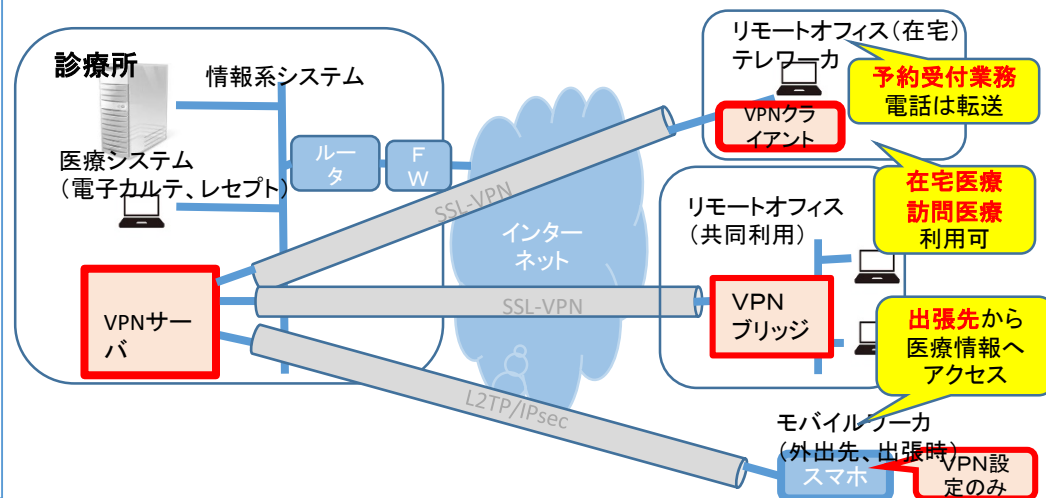 診療所
情報系システム
医療システム
(電子カルテ、レセプト)
ルー
タ
F
W
VPNサー
バ
SSL-VPN
SSL-VPN
L2TP/IPsec
インター
ネット
リモートオフィス(在宅)
テレワーカ
VPNクラ
イアント
予約受付業務
電話は転送
在宅医療
訪問医療
利用可
リモートオフィス
(共同利用)
VPN
ブリッジ
出張先から
医療情報へ
アクセス
モバイルワーカ
(外出先、出張時)
スマホ
VPN設
定のみ